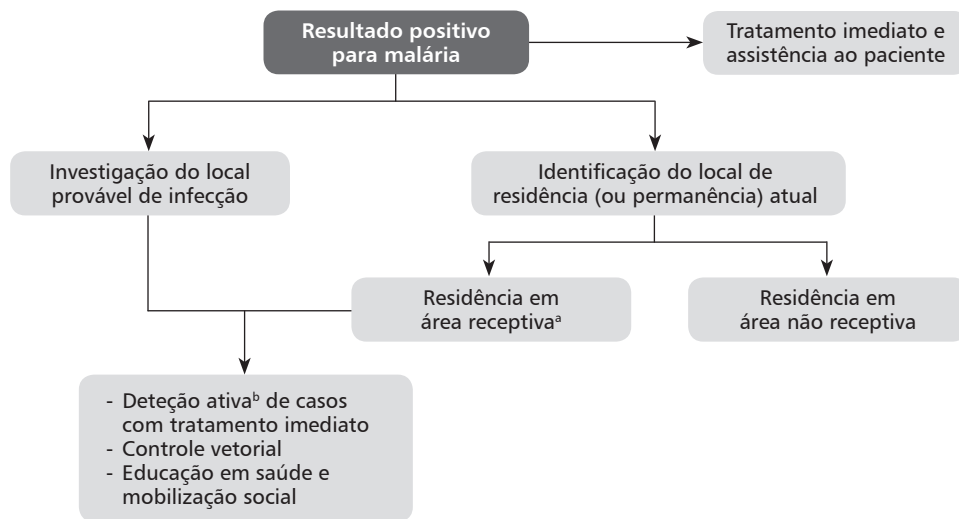 Resultado positivo
para malária
Tratamento imediato e
assistência ao paciente
Investigação do local
provável de infecção
Identificação do local de
residência (ou permanência) atual
Residência em
área receptivaᵃ
Residência em
área não receptiva
- Deteção ativaᵇ de casos
com tratamento imediato
- Controle vetorial
- Educação em saúde e
mobilização social